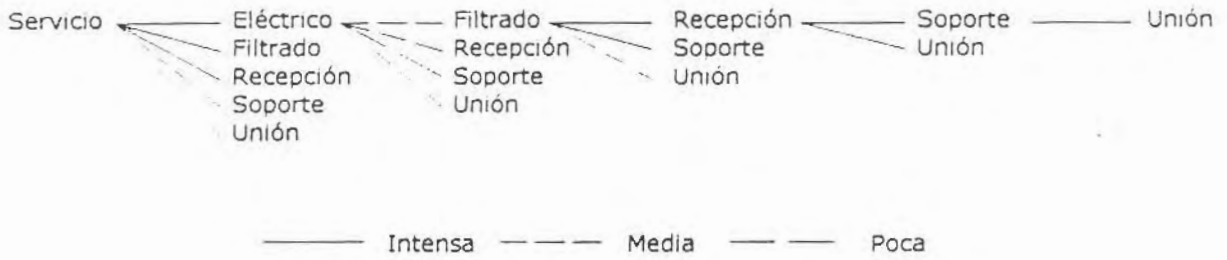 Servicio Eléctrico Filtrado Recepción Soporte Unión
Filtrado Recepción Soporte Unión
Recepción Soporte Unión
Soporte Unión
Unión
Intensa Media Poca